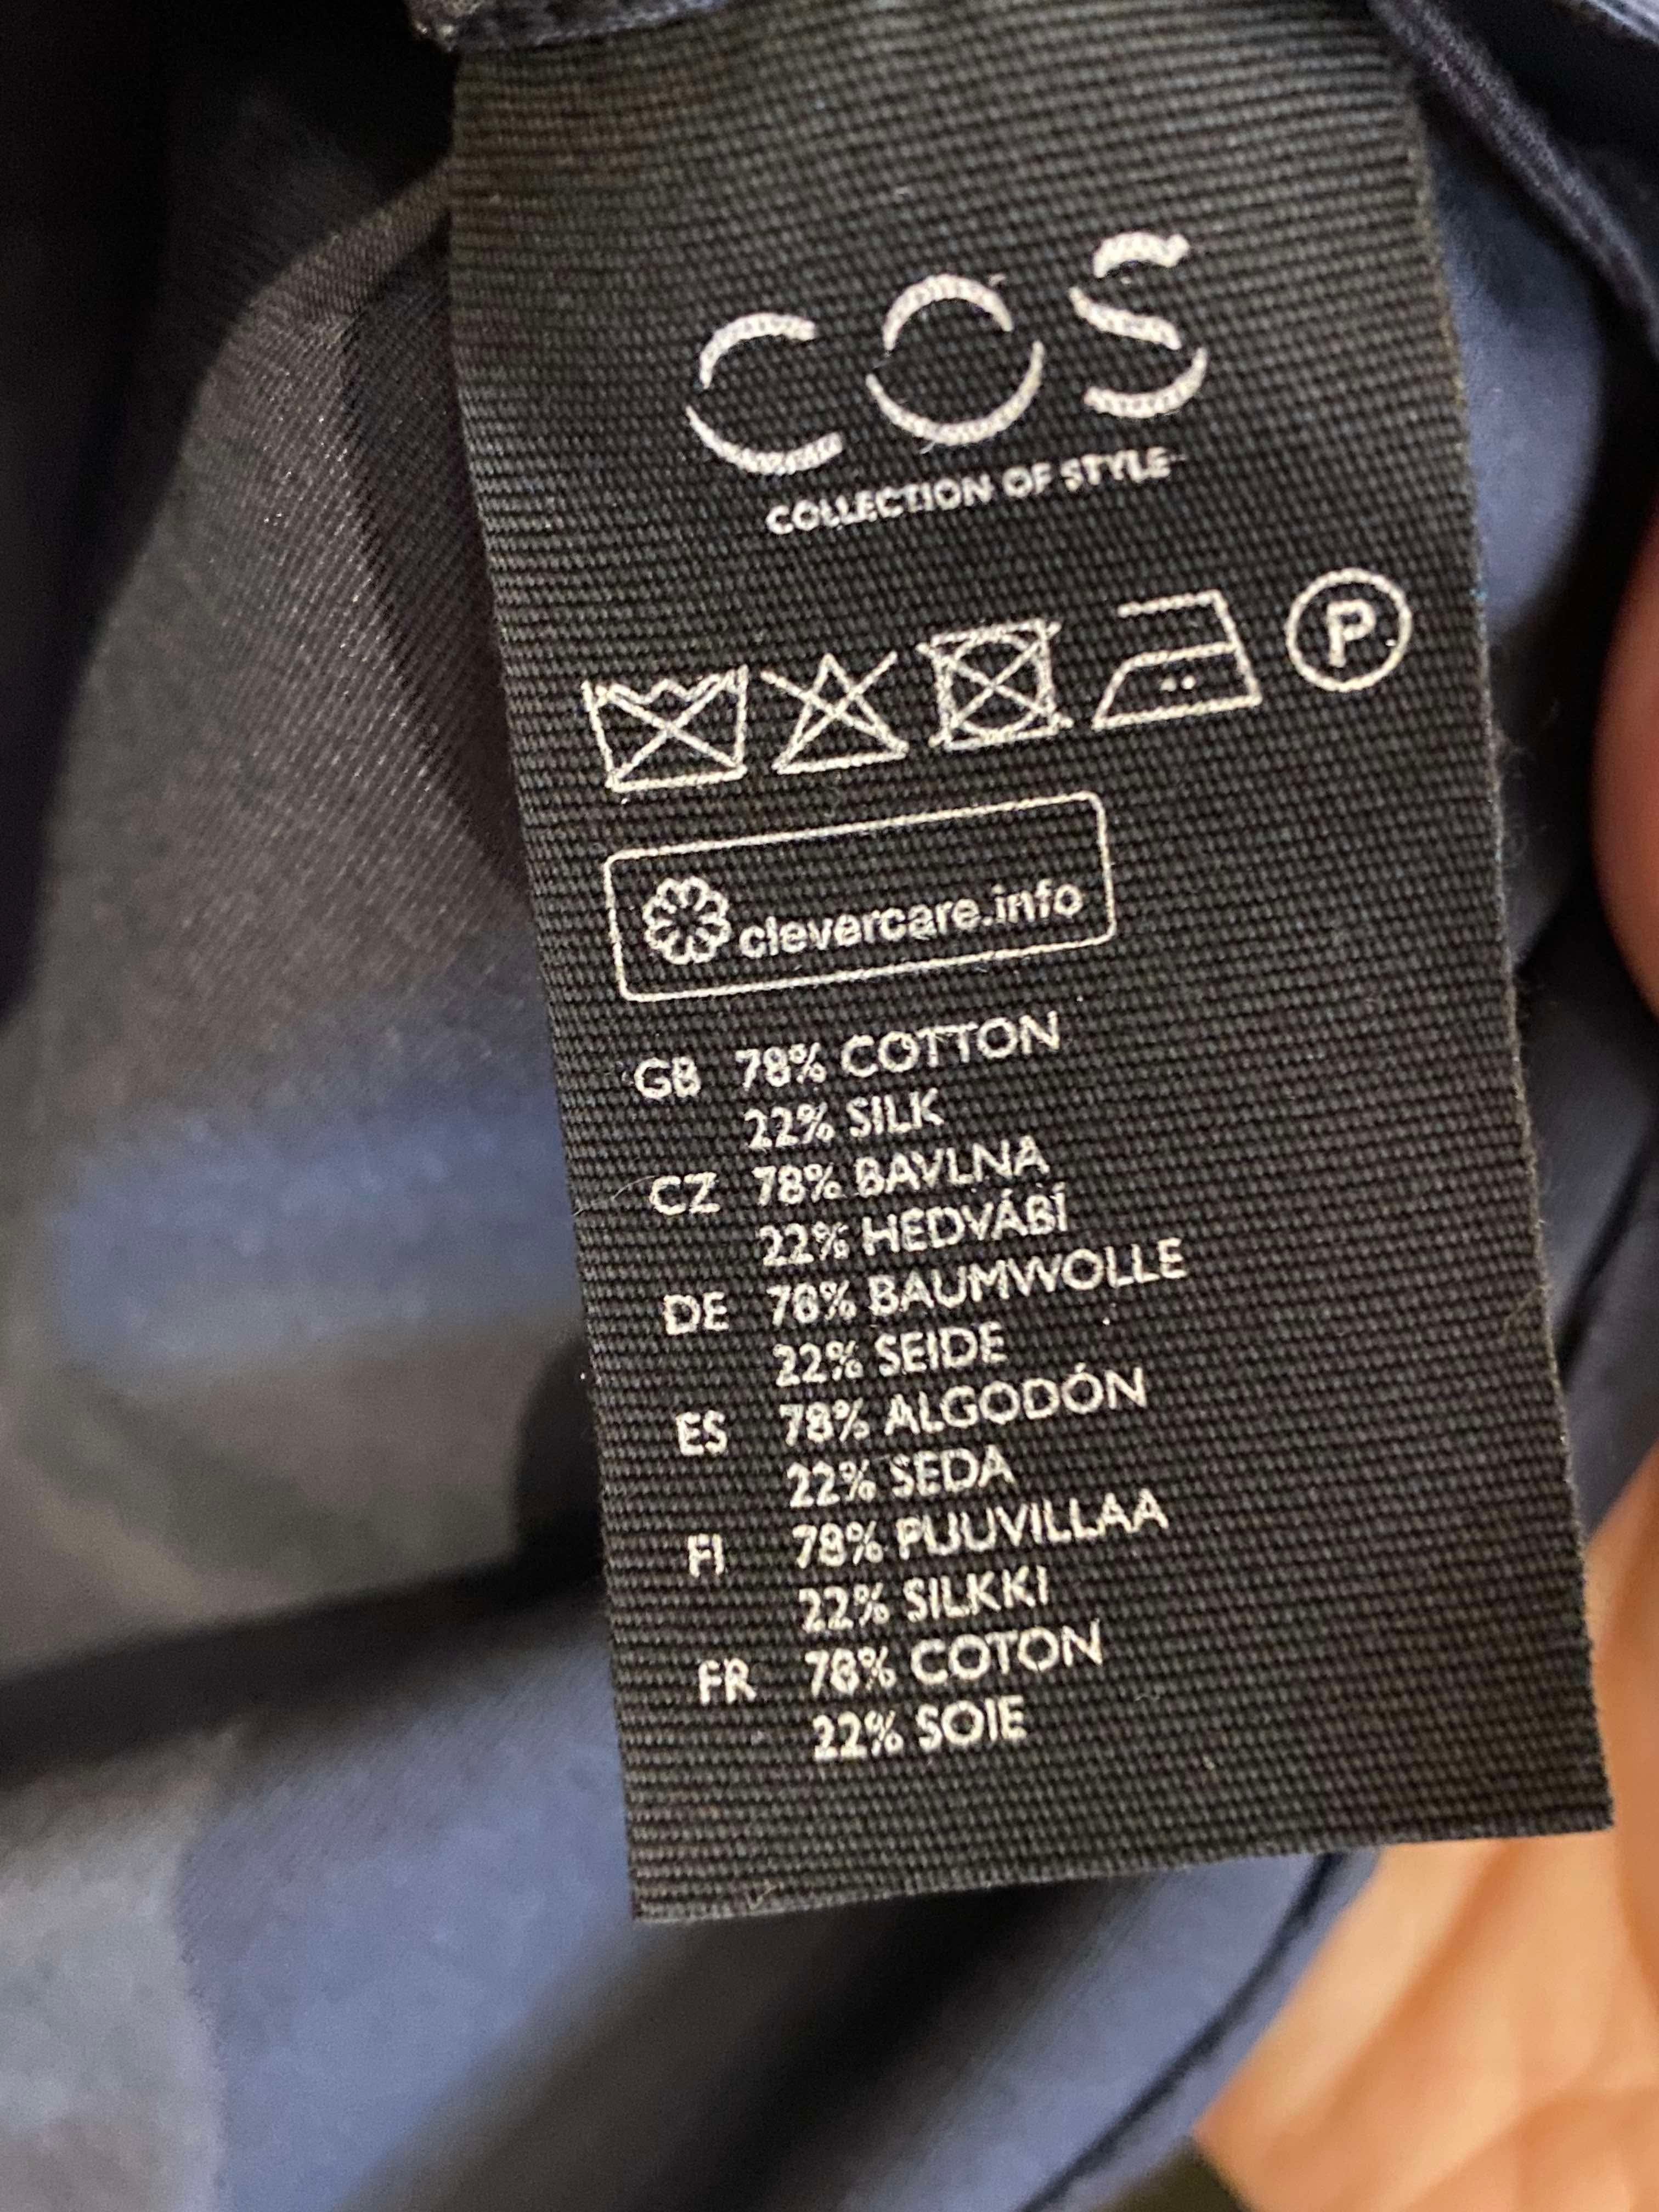 COS
COLLECTION OF STYLE
P
clevercare.info
GB 78% COTTON
22% SILK
CZ 78% BAVLNA
22% HEDVÁBÍ
DE 78% BAUMWOLLE
22% SEIDE
ES 78% ALGODÓN
22% SEDA
FI 78% PUUVILLAA
22% SILKKI
FR 78% COTON
22% SOIE